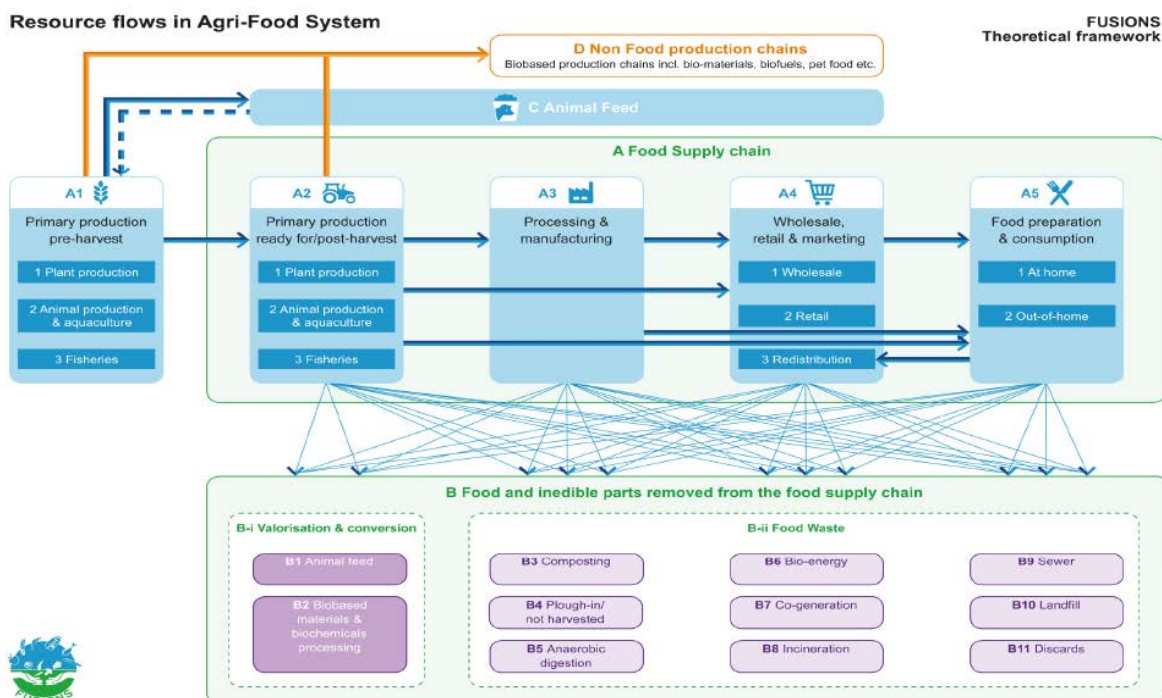 Resource flows in Agri-Food System
FUSIONS
Theoretical framework
D Non Food production chains
Biobased production chains incl. bio-materials, biofuels, pet food etc.
C Animal Feed
A Food Supply chain
A1
Primary production
pre-harvest
1 Plant production
2 Animal production
& aquaculture
3 Fisheries
A2
Primary production
ready for/post-harvest
1 Plant production
2 Animal production
& aquaculture
3 Fisheries
A3
Processing &
manufacturing
A4
Wholesale,
retail & marketing
1 Wholesale
2 Retail
3 Redistribution
A5
Food preparation
& consumption
1 At home
2 Out-of-home
B Food and inedible parts removed from the food supply chain
B-i Valorisation & conversion
B1 Animal feed
B2 Biobased
materials &
biochemicals
processing
B-ii Food Waste
B3 Composting
B4 Plough-in/
not harvested
B5 Anaerobic
digestion
B6 Bio-energy
B7 Co-generation
B8 Incineration
B9 Sewer
B10 Landfill
B11 Discards
FUSIONS